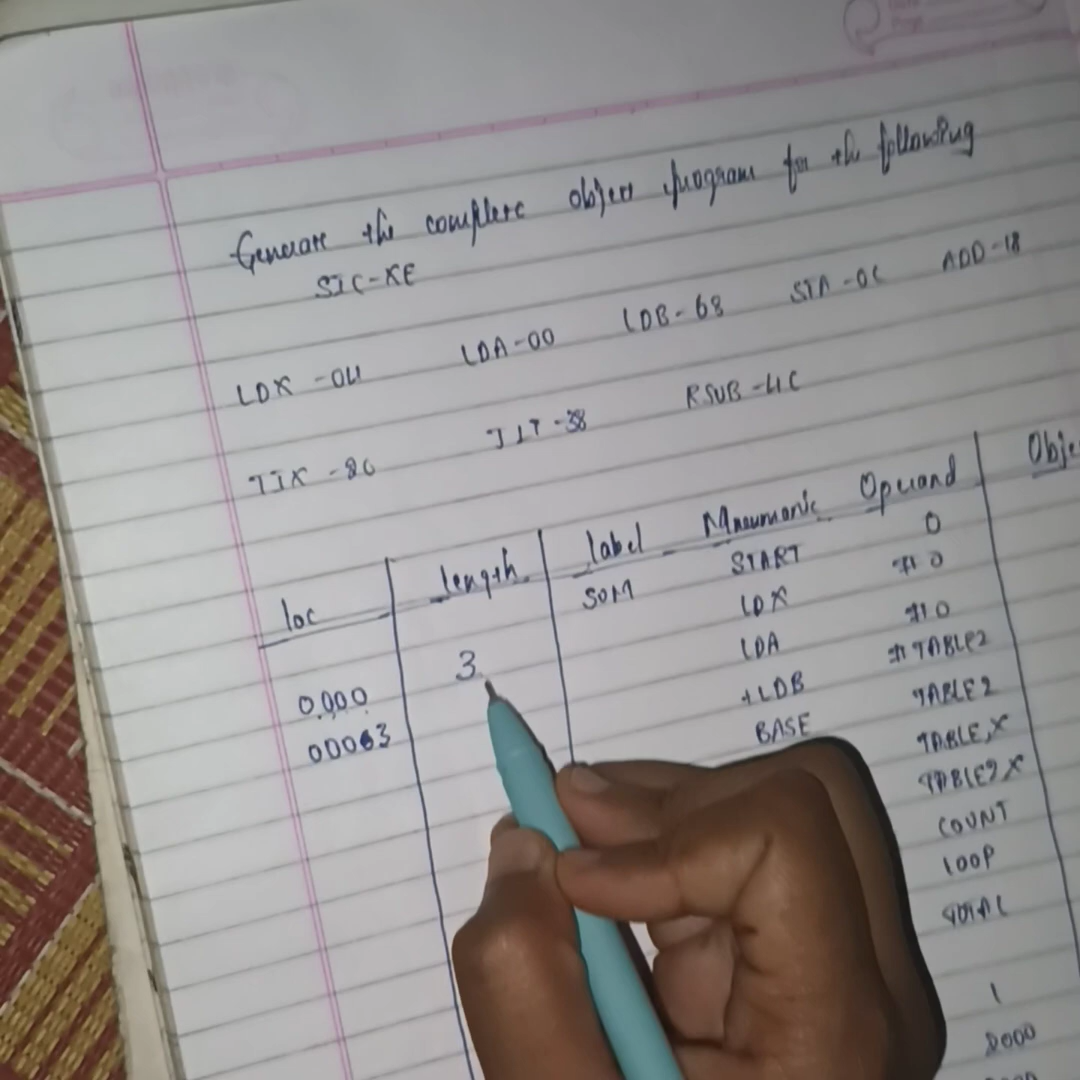 Generate the complete object program for the following
SIC-XE
LDX - 04 LDA - 00 LDB - 68 STA - 0C ADD - 18
TIX - 2C JLT - 38 RSUB - 4C
loc length label Mneumonic Operand Obje
SUM START 0
0000 3 LDX #0
00003 LDA #0
+LDB #TABLE2
BASE TABLE2
TABLE,X
TABLE2,X
COUNT
LOOP
TOTAL
1
2000